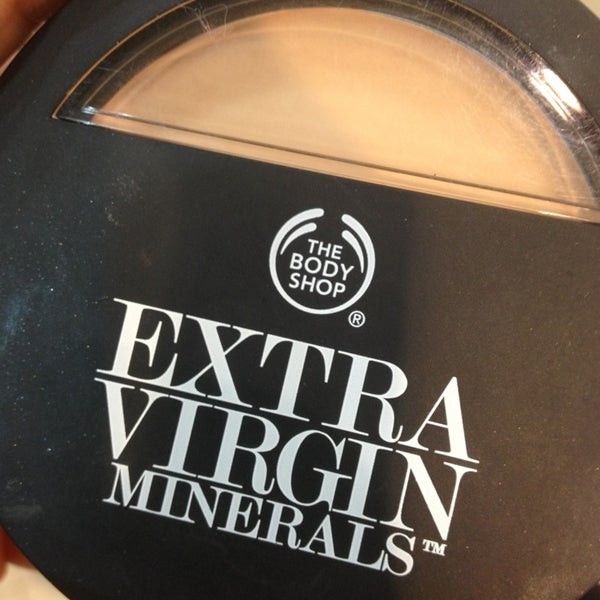 THE
BODY
SHOP
®
EXTRA
VIRGIN
MINERALS™